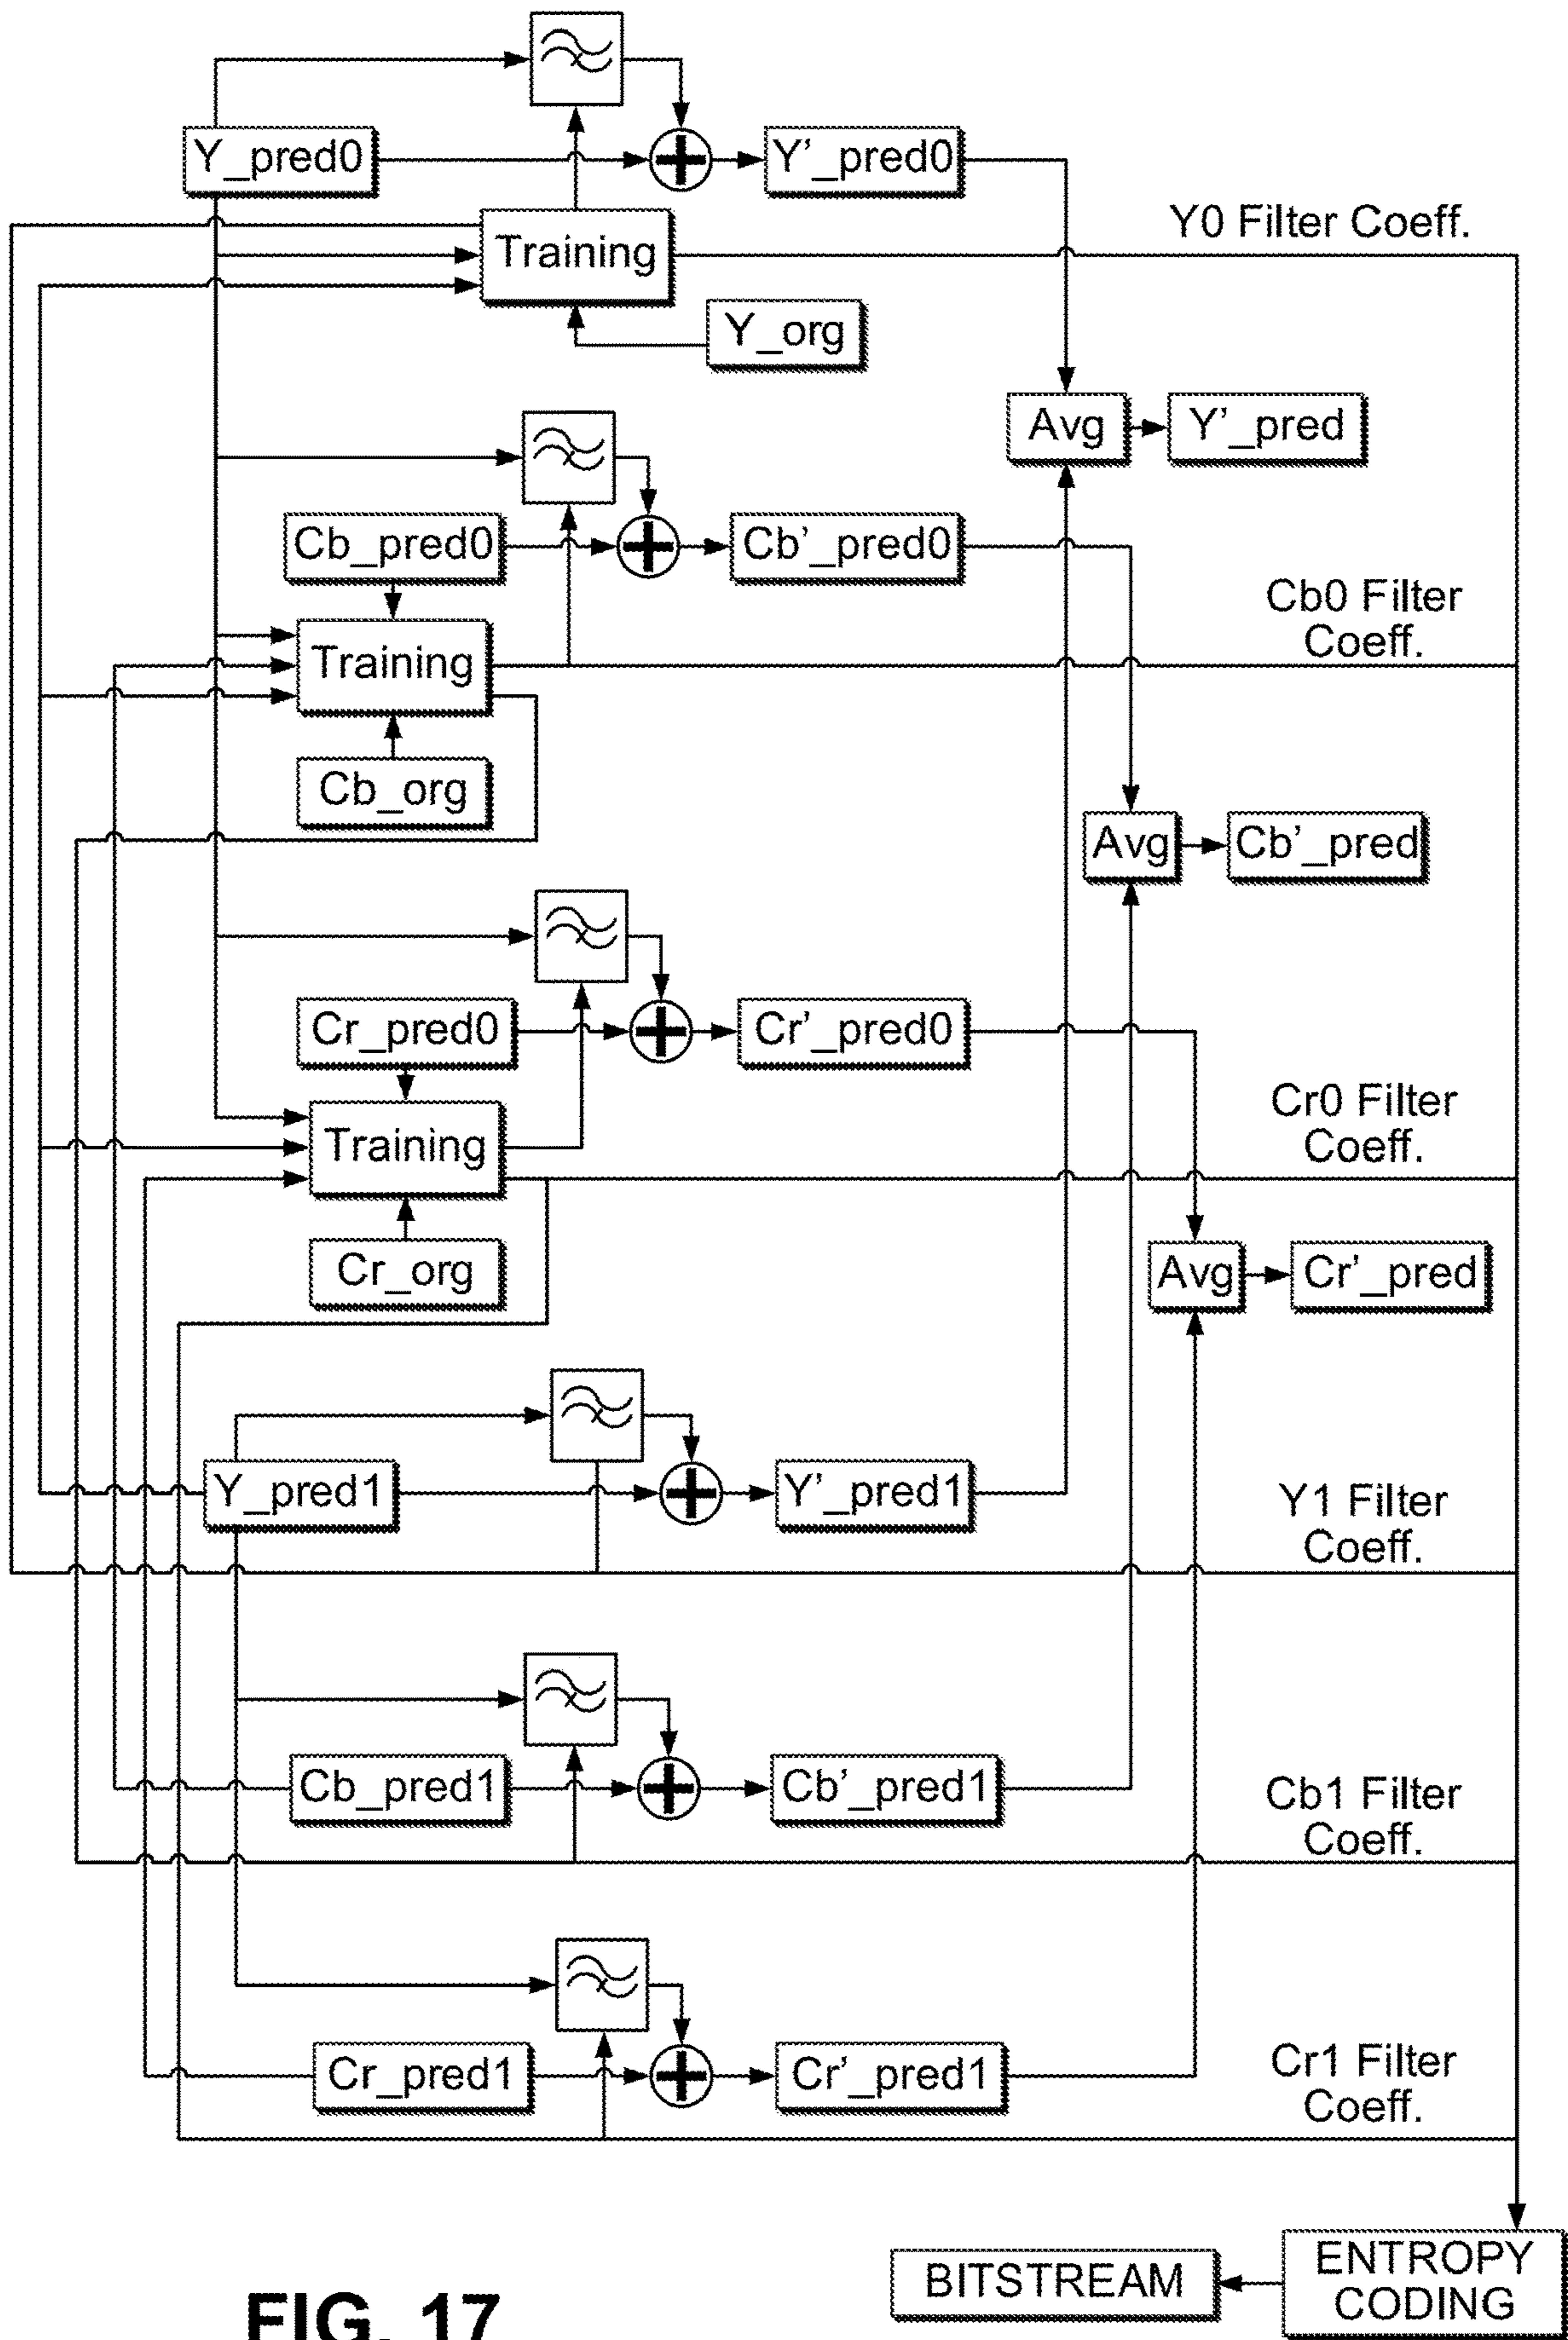 Y_pred0
Y'_pred0
Y0 Filter Coeff.
Training
Y_org
Avg
Y'_pred
Cb_pred0
Cb'_pred0
Cb0 Filter
Coeff.
Training
Cb_org
Avg
Cb'_pred
Cr_pred0
Cr'_pred0
Cr0 Filter
Coeff.
Training
Cr_org
Avg
Cr'_pred
Y_pred1
Y'_pred1
Y1 Filter
Coeff.
Cb_pred1
Cb'_pred1
Cb1 Filter
Coeff.
Cr_pred1
Cr'_pred1
Cr1 Filter
Coeff.
BITSTREAM
ENTROPY
CODING
FIG. 17